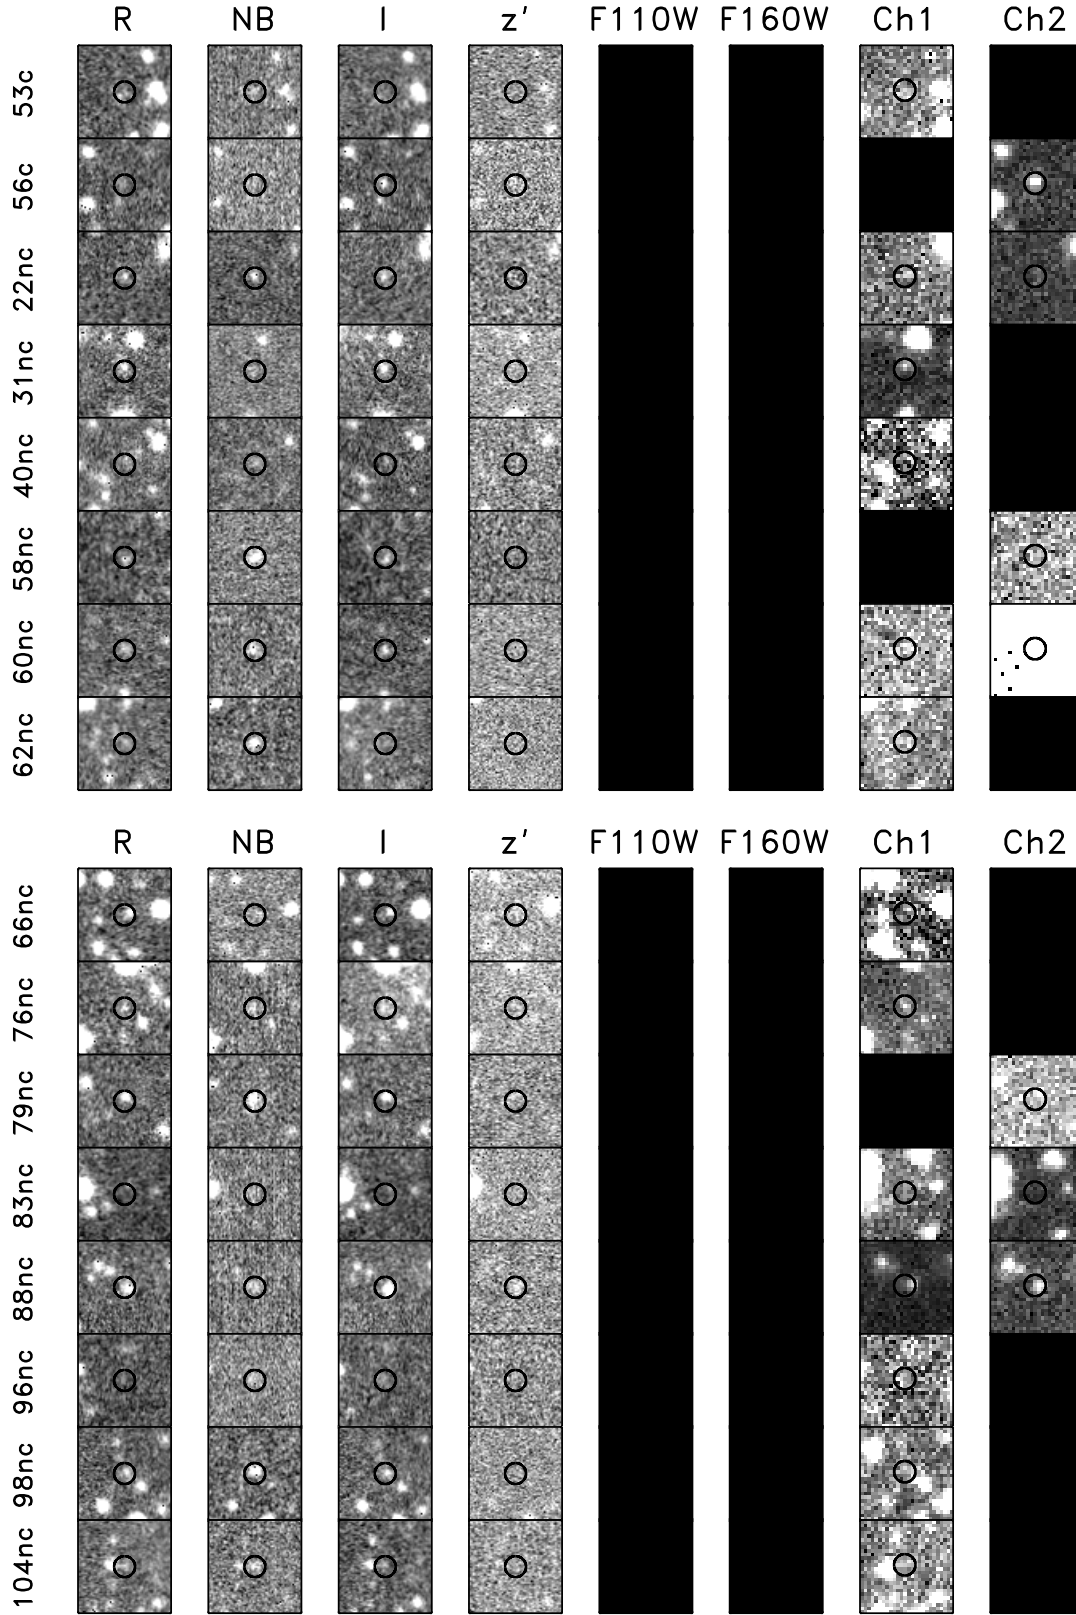 R NB I z' F110W F160W Ch1 Ch2
53c
56c
22nc
31nc
40nc
58nc
60nc
62nc
R NB I z' F110W F160W Ch1 Ch2
66nc
76nc
79nc
83nc
88nc
96nc
98nc
104nc